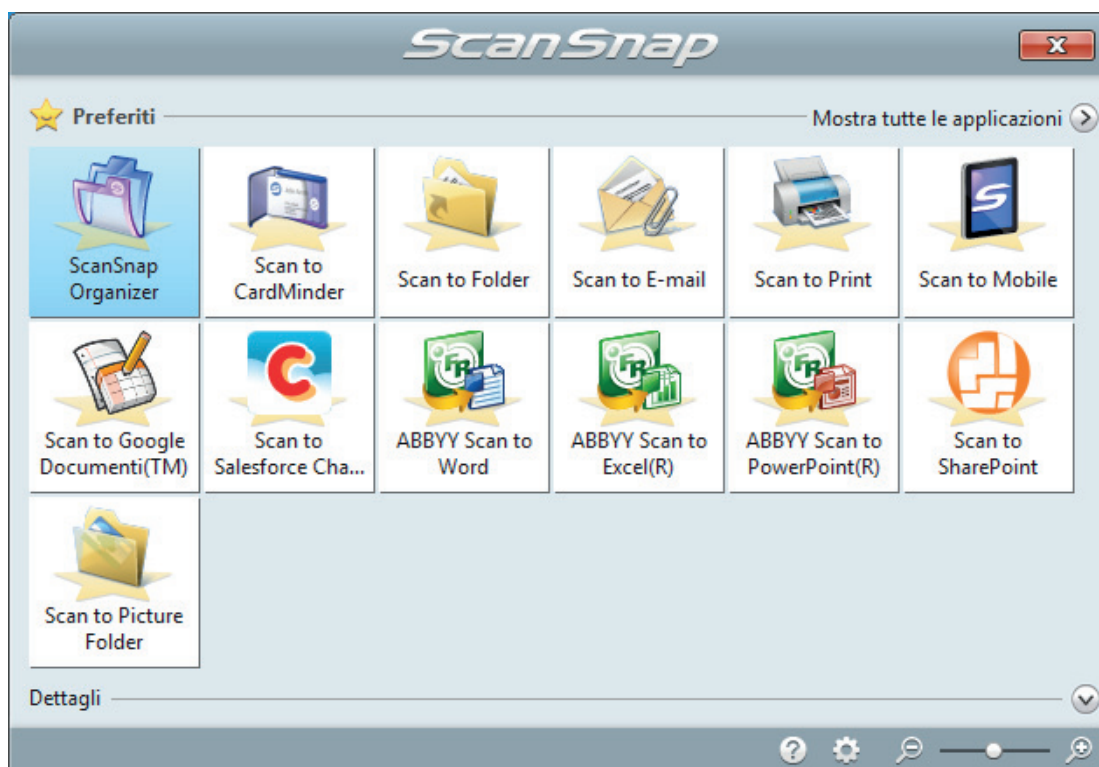 ScanSnap
Preferiti
Mostra tutte le applicazioni
ScanSnap
Organizer
Scan to
CardMinder
Scan to Folder
Scan to E-mail
Scan to Print
Scan to Mobile
Scan to Google
Documenti(TM)
Scan to
Salesforce Cha...
ABBYY Scan to
Word
ABBYY Scan to
Excel(R)
ABBYY Scan to
PowerPoint(R)
Scan to
SharePoint
Scan to Picture
Folder
Dettagli